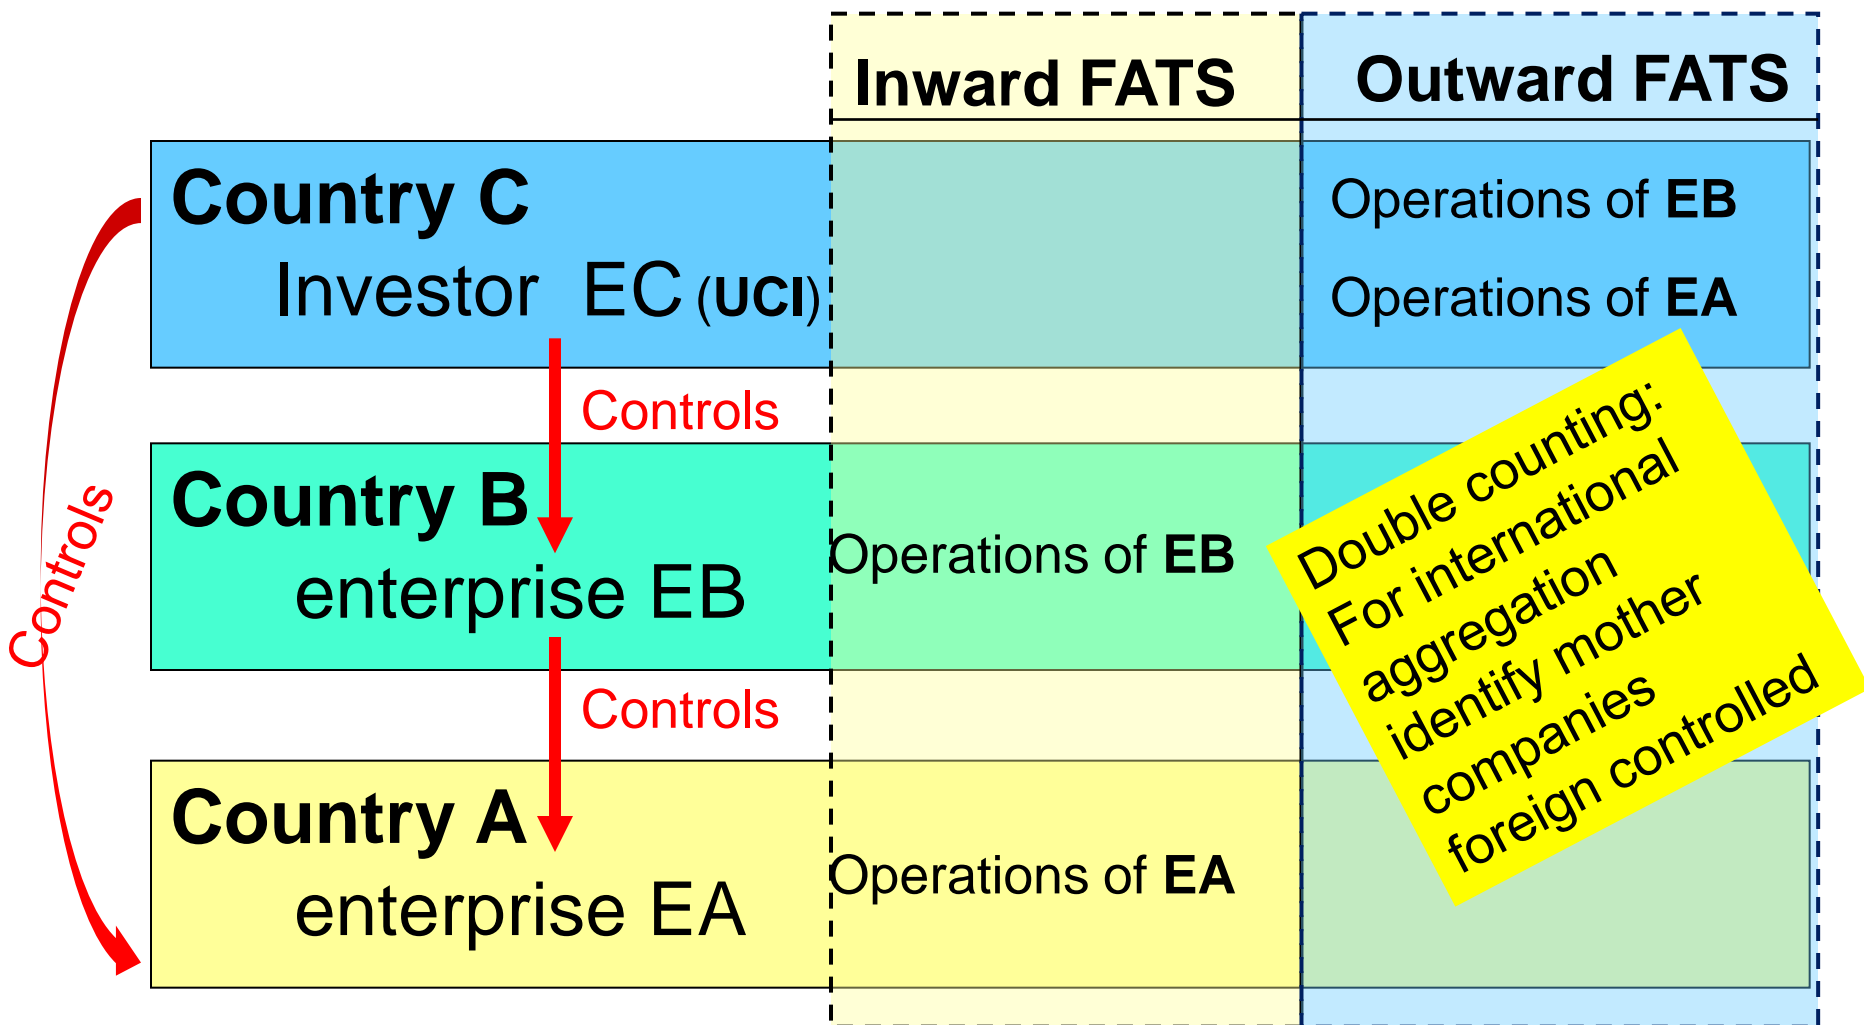 Inward FATS
Outward FATS
Country C
Investor EC (UCI)
Operations of EB
Operations of EA
Controls
Controls
Country B
enterprise EB
Operations of EB
Double counting:
For international
aggregation
identify mother
companies
foreign controlled
Controls
Country A
enterprise EA
Operations of EA